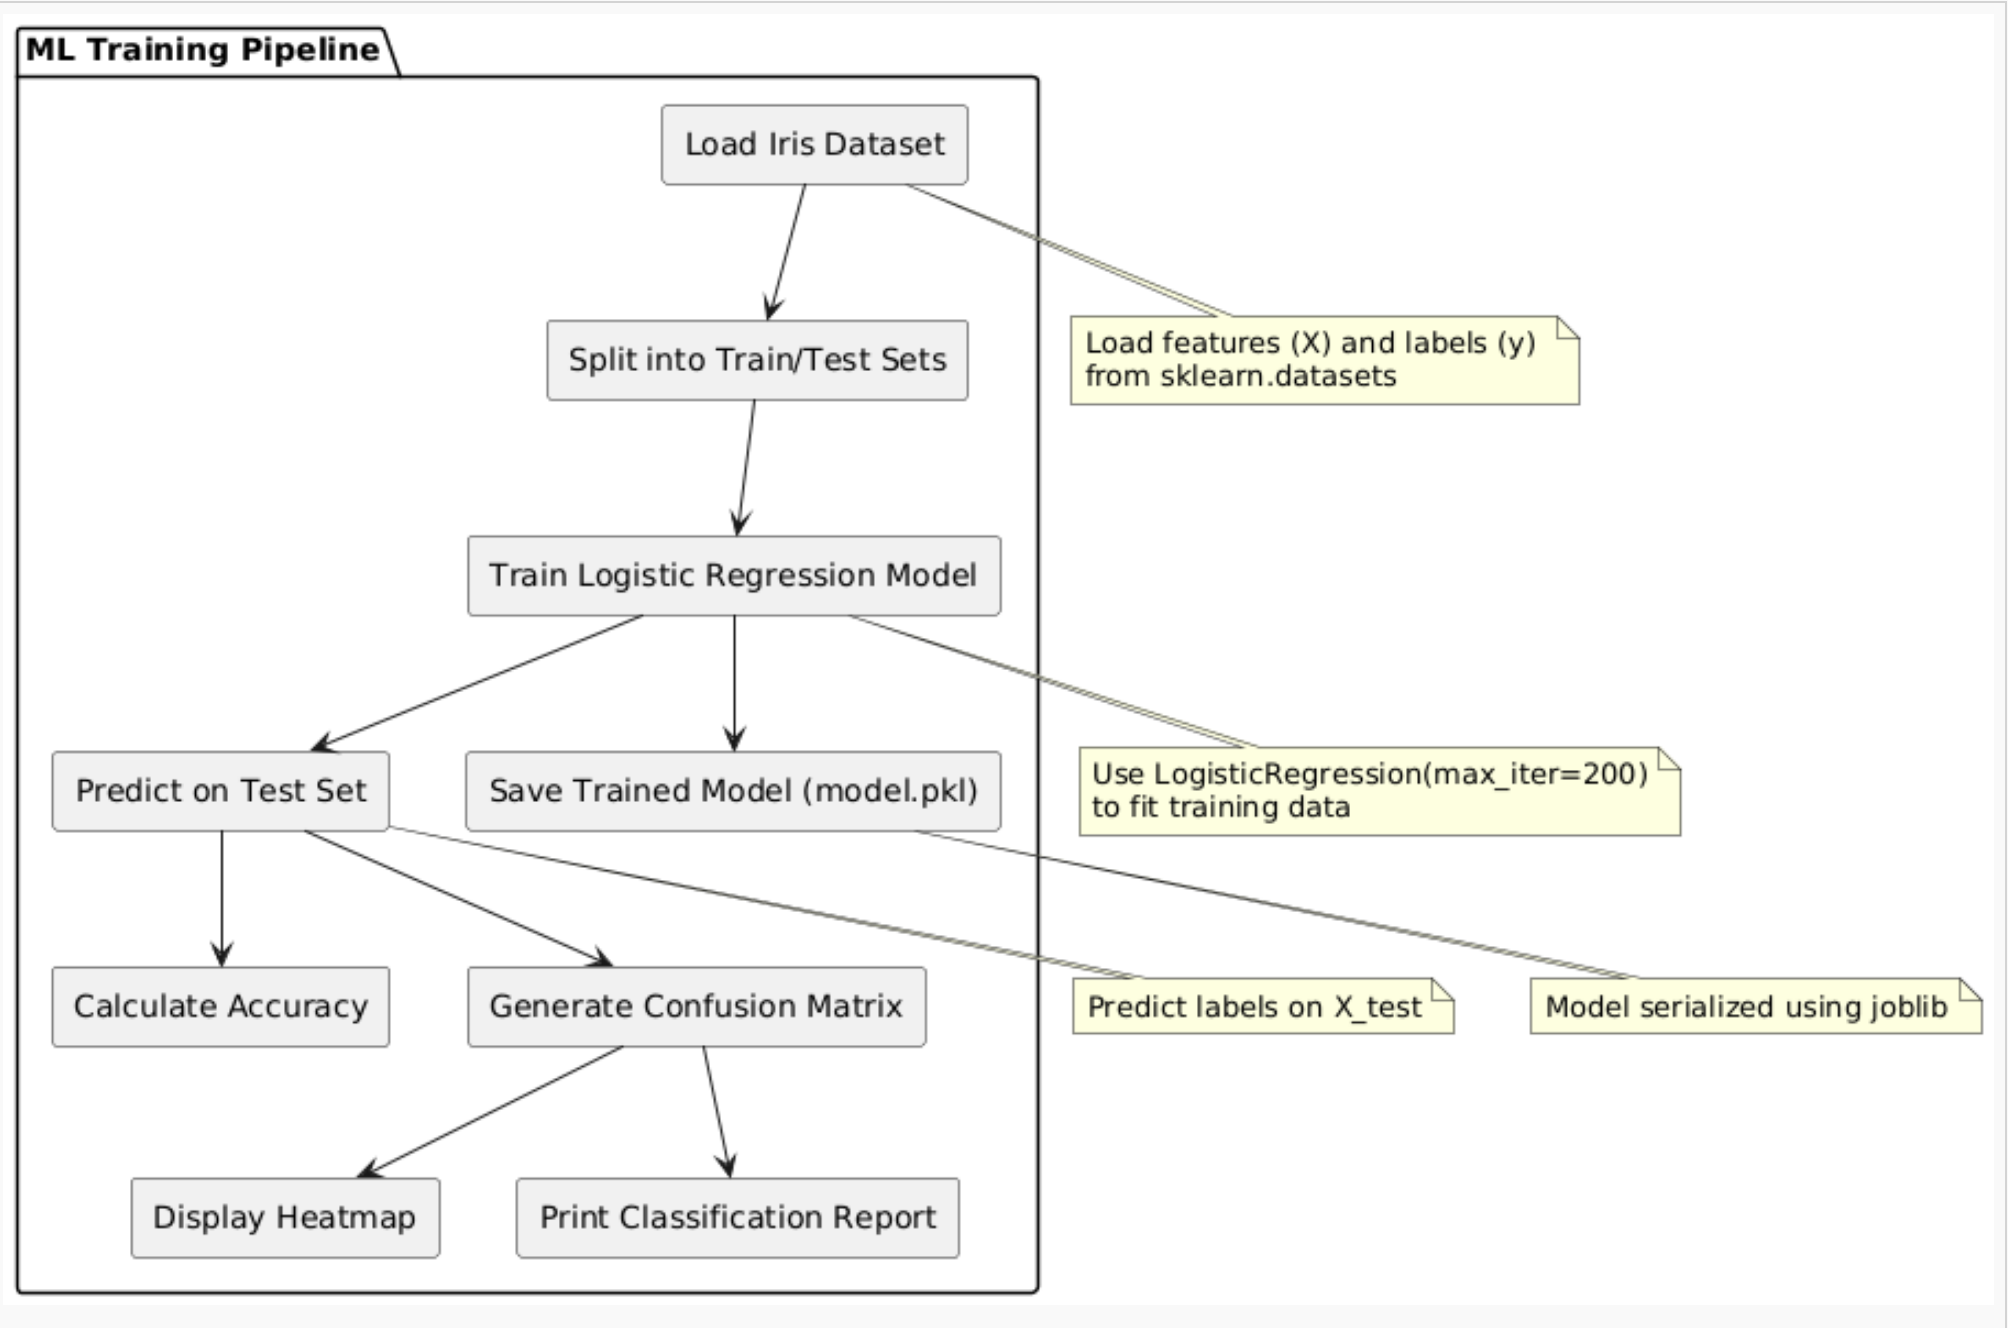 ML Training Pipeline
Load Iris Dataset
Split into Train/Test Sets
Load features (X) and labels (y)
from sklearn.datasets
Train Logistic Regression Model
Predict on Test Set
Save Trained Model (model.pkl)
Use LogisticRegression(max_iter=200)
to fit training data
Calculate Accuracy
Generate Confusion Matrix
Predict labels on X_test
Model serialized using joblib
Display Heatmap
Print Classification Report